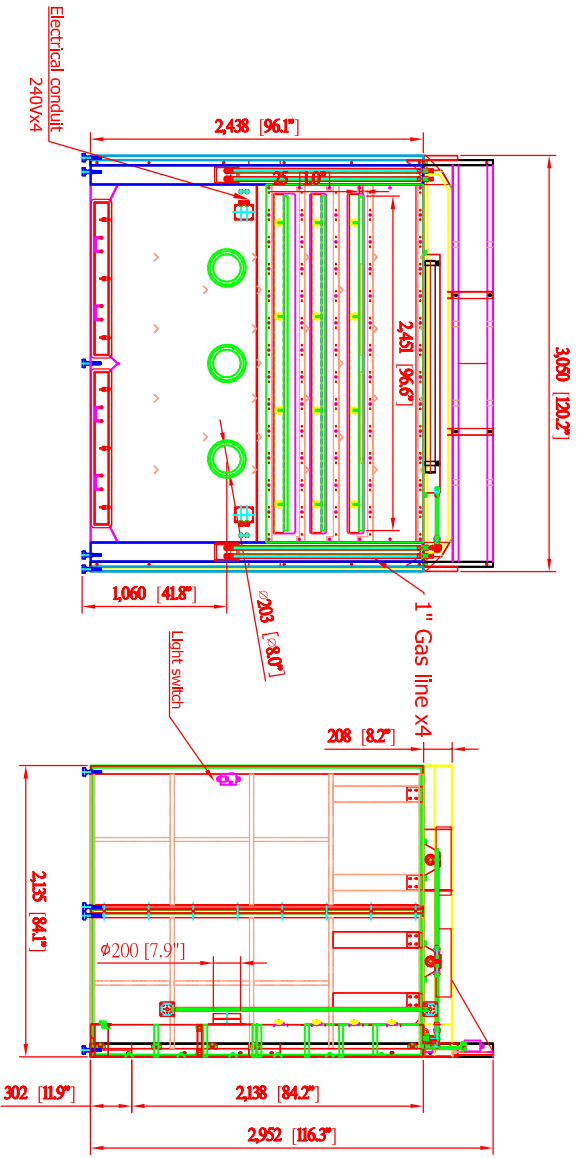 Electrical conduit
240Vx4
2,438 [96.1"]
25 [1.0"]
2,451 [96.6"]
3,050 [120.2"]
1,060 [41.8"]
Ø203 [Ø8.0"]
1" Gas line x4
Light switch
208 [8.2"]
2,135 [84.1"]
Φ200 [7.9"]
302 [11.9"]
2,138 [84.2"]
2,952 [116.3"]